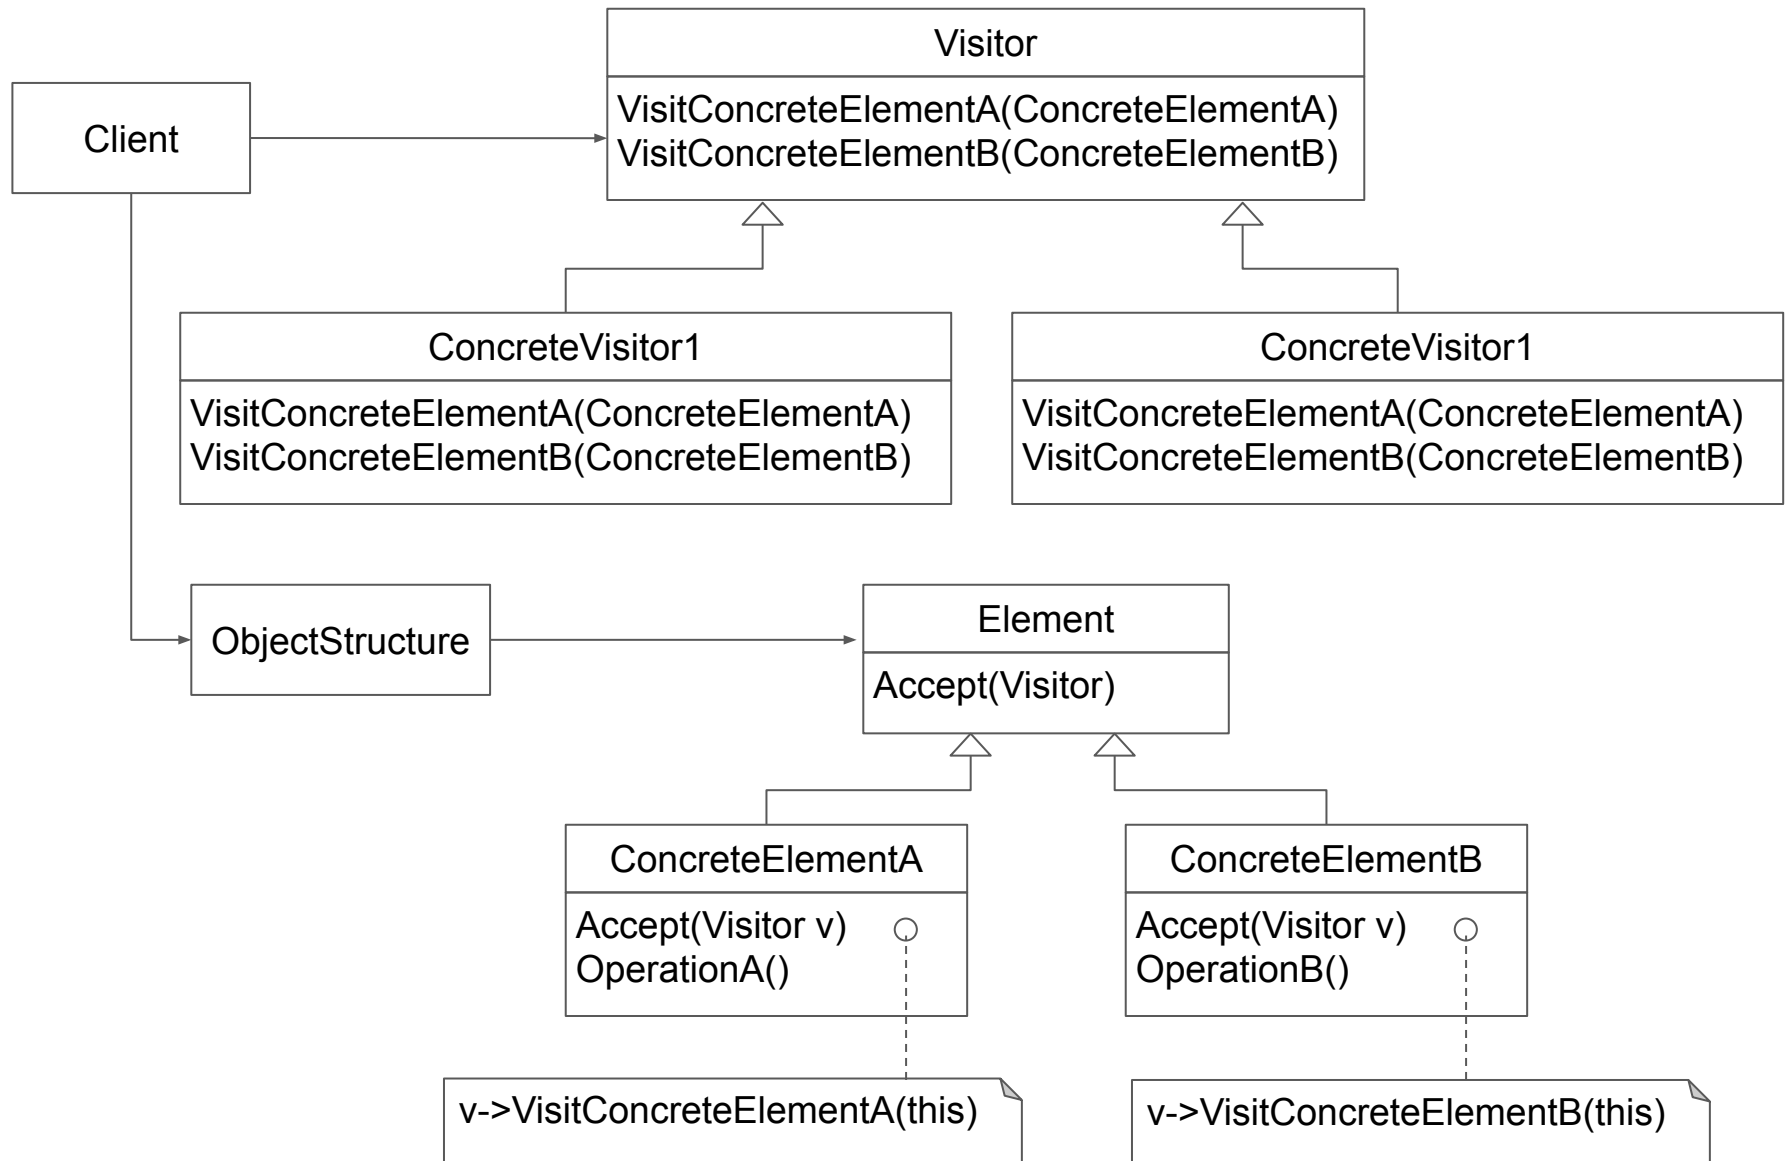 Visitor
VisitConcreteElementA(ConcreteElementA)
VisitConcreteElementB(ConcreteElementB)
Client
ConcreteVisitor1
VisitConcreteElementA(ConcreteElementA)
VisitConcreteElementB(ConcreteElementB)
ConcreteVisitor1
VisitConcreteElementA(ConcreteElementA)
VisitConcreteElementB(ConcreteElementB)
ObjectStructure
Element
Accept(Visitor)
ConcreteElementA
Accept(Visitor v)
OperationA()
ConcreteElementB
Accept(Visitor v)
OperationB()
v->VisitConcreteElementA(this)
v->VisitConcreteElementB(this)